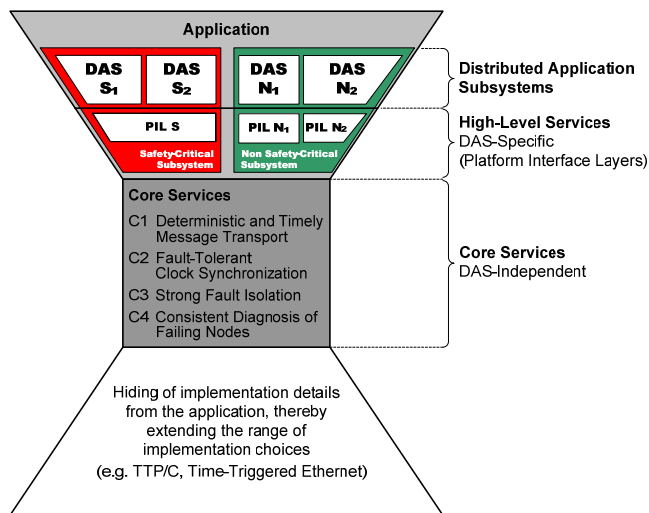 Application
DAS S₁
DAS S₂
DAS N₁
DAS N₂
PIL S
PIL N₁
PIL N₂
Safety-Critical
Subsystem
Non Safety-Critical
Subsystem
Distributed Application
Subsystems
High-Level Services
DAS-Specific
(Platform Interface Layers)
Core Services
C1 Deterministic and Timely
Message Transport
C2 Fault-Tolerant
Clock Synchronization
C3 Strong Fault Isolation
C4 Consistent Diagnosis of
Failing Nodes
Core Services
DAS-Independent
Hiding of implementation details
from the application, thereby
extending the range of
implementation choices
(e.g. TTP/C, Time-Triggered Ethernet)